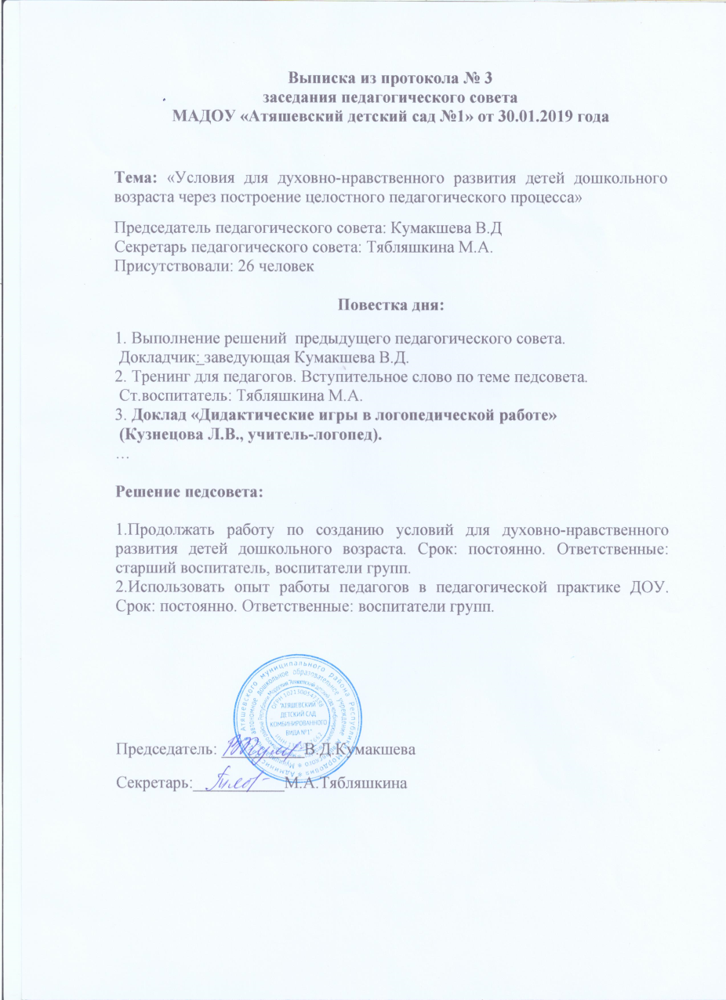 Выписка из протокола № 3
заседания педагогического совета
МАДОУ «Атяшевский детский сад №1» от 30.01.2019 года
Тема: «Условия для духовно-нравственного развития детей дошкольного
возраста через построение целостного педагогического процесса»
Председатель педагогического совета: Кумакшева В.Д
Секретарь педагогического совета: Тябляшкина М.А.
Присутствовали: 26 человек
Повестка дня:
1. Выполнение решений предыдущего педагогического совета.
Докладчик: заведующая Кумакшева В.Д.
2. Тренинг для педагогов. Вступительное слово по теме педсовета.
Ст.воспитатель: Тябляшкина М.А.
3. Доклад «Дидактические игры в логопедической работе»
(Кузнецова Л.В., учитель-логопед).
…
Решение педсовета:
1.Продолжать работу по созданию условий для духовно-нравственного
развития детей дошкольного возраста. Срок: постоянно. Ответственные:
старший воспитатель, воспитатели групп.
2.Использовать опыт работы педагогов в педагогической практике ДОУ.
Срок: постоянно. Ответственные: воспитатели групп.
"АТЯШЕВСКИЙ
ДЕТСКИЙ САД
КОМБИНИРОВАННОГО
ВИДА №1"
Председатель: __________В.Д.Кумакшева
Секретарь:___________М.А.Тябляшкина